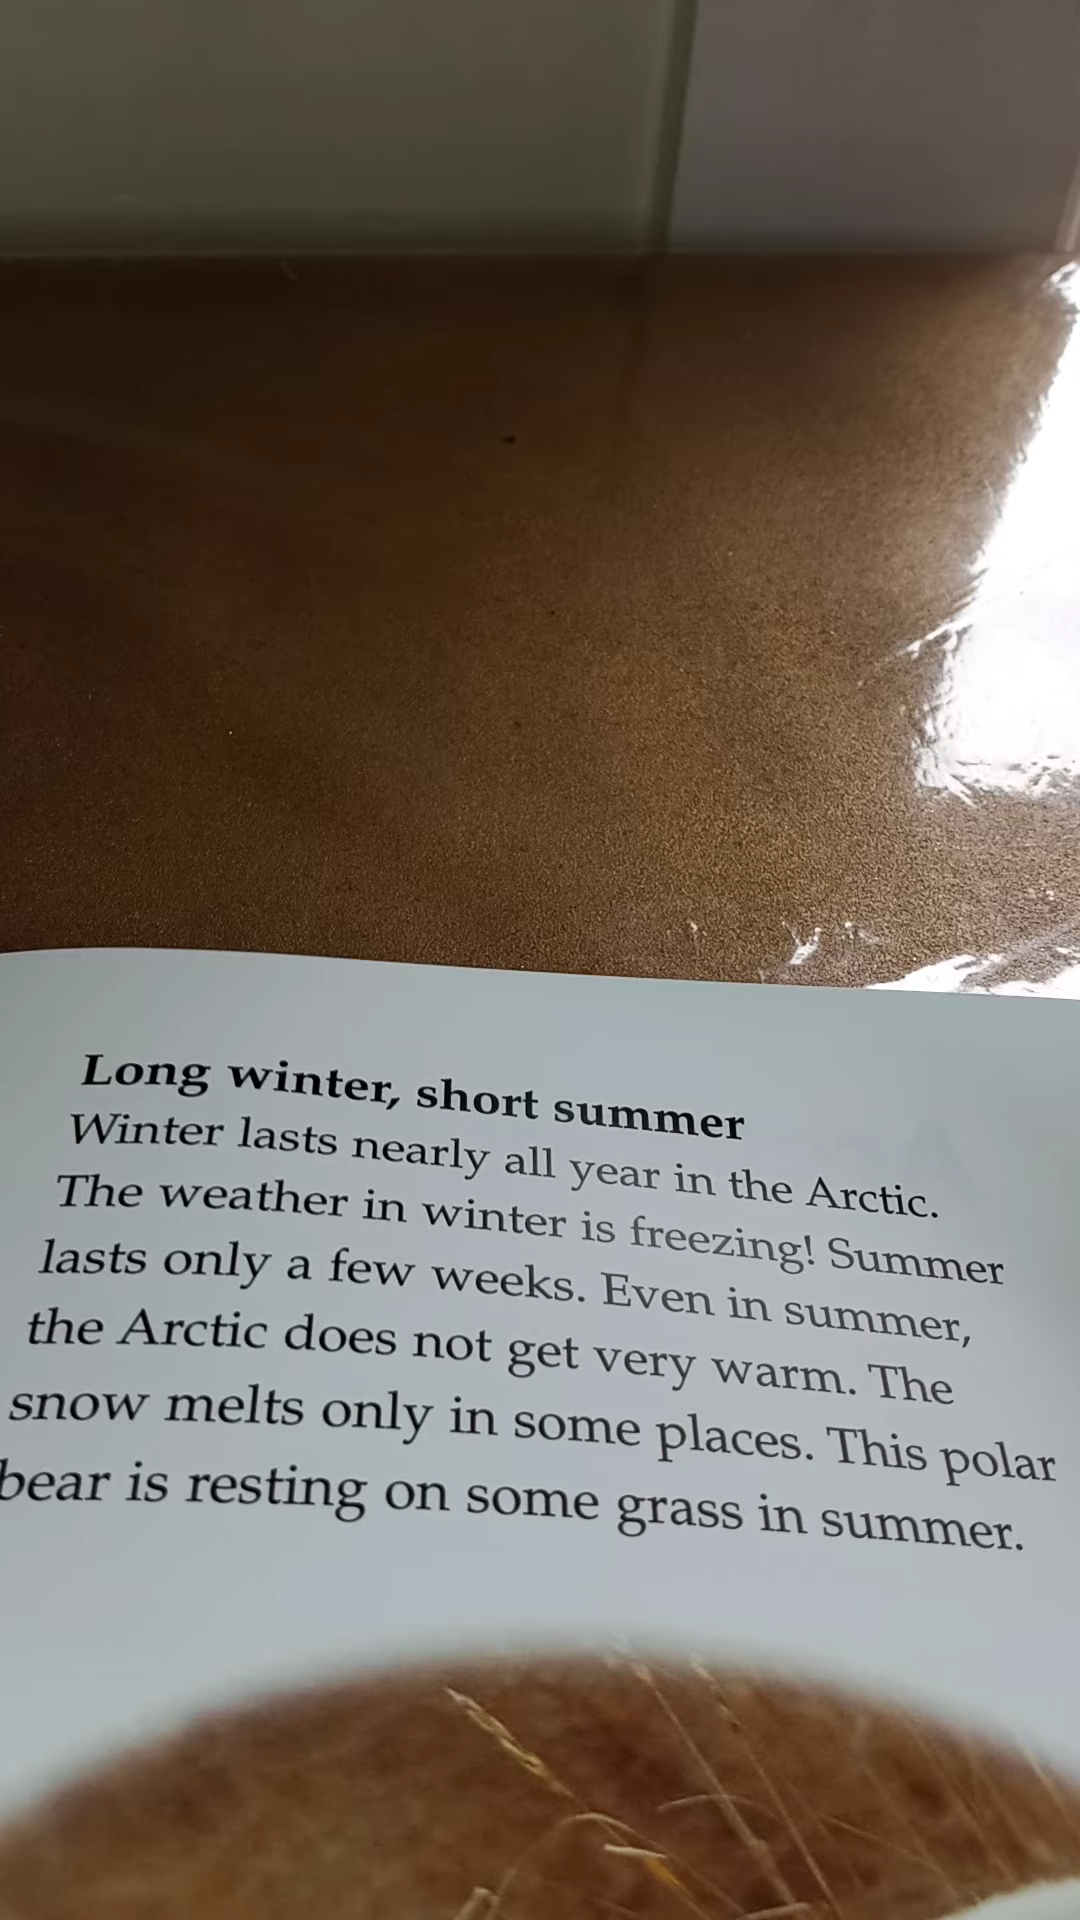 Long winter, short summer
Winter lasts nearly all year in the Arctic.
The weather in winter is freezing! Summer
lasts only a few weeks. Even in summer,
the Arctic does not get very warm. The
snow melts only in some places. This polar
bear is resting on some grass in summer.